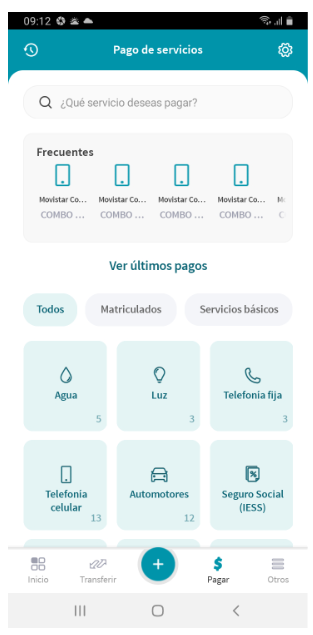 09:12
Pago de servicios
¿Qué servicio deseas pagar?
Frecuentes
Movistar Co... Movistar Co... Movistar Co... Movistar Co...
COMBO ... COMBO ... COMBO ... COMBO ...
Ver últimos pagos
Todos Matriculados Servicios básicos
Agua Luz Telefonía fija
5 3 3
Telefonía celular Automotores Seguro Social (IESS)
13 12
Inicio Transferir Pagar Otros